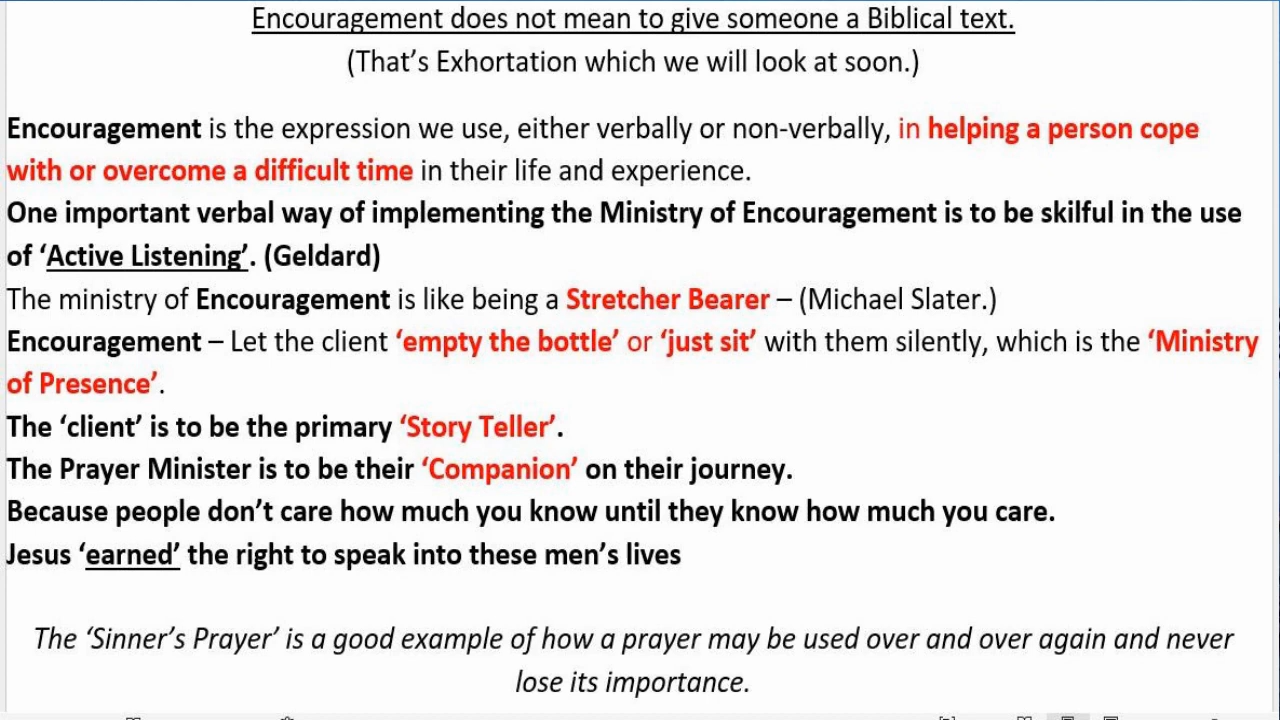 Encouragement does not mean to give someone a Biblical text.
(That’s Exhortation which we will look at soon.)
Encouragement is the expression we use, either verbally or non-verbally, in helping a person cope
with or overcome a difficult time in their life and experience.
One important verbal way of implementing the Ministry of Encouragement is to be skilful in the use
of ‘Active Listening’. (Geldard)
The ministry of Encouragement is like being a Stretcher Bearer – (Michael Slater.)
Encouragement – Let the client ‘empty the bottle’ or ‘just sit’ with them silently, which is the ‘Ministry
of Presence’.
The ‘client’ is to be the primary ‘Story Teller’.
The Prayer Minister is to be their ‘Companion’ on their journey.
Because people don’t care how much you know until they know how much you care.
Jesus ‘earned’ the right to speak into these men’s lives
The ‘Sinner’s Prayer’ is a good example of how a prayer may be used over and over again and never
lose its importance.